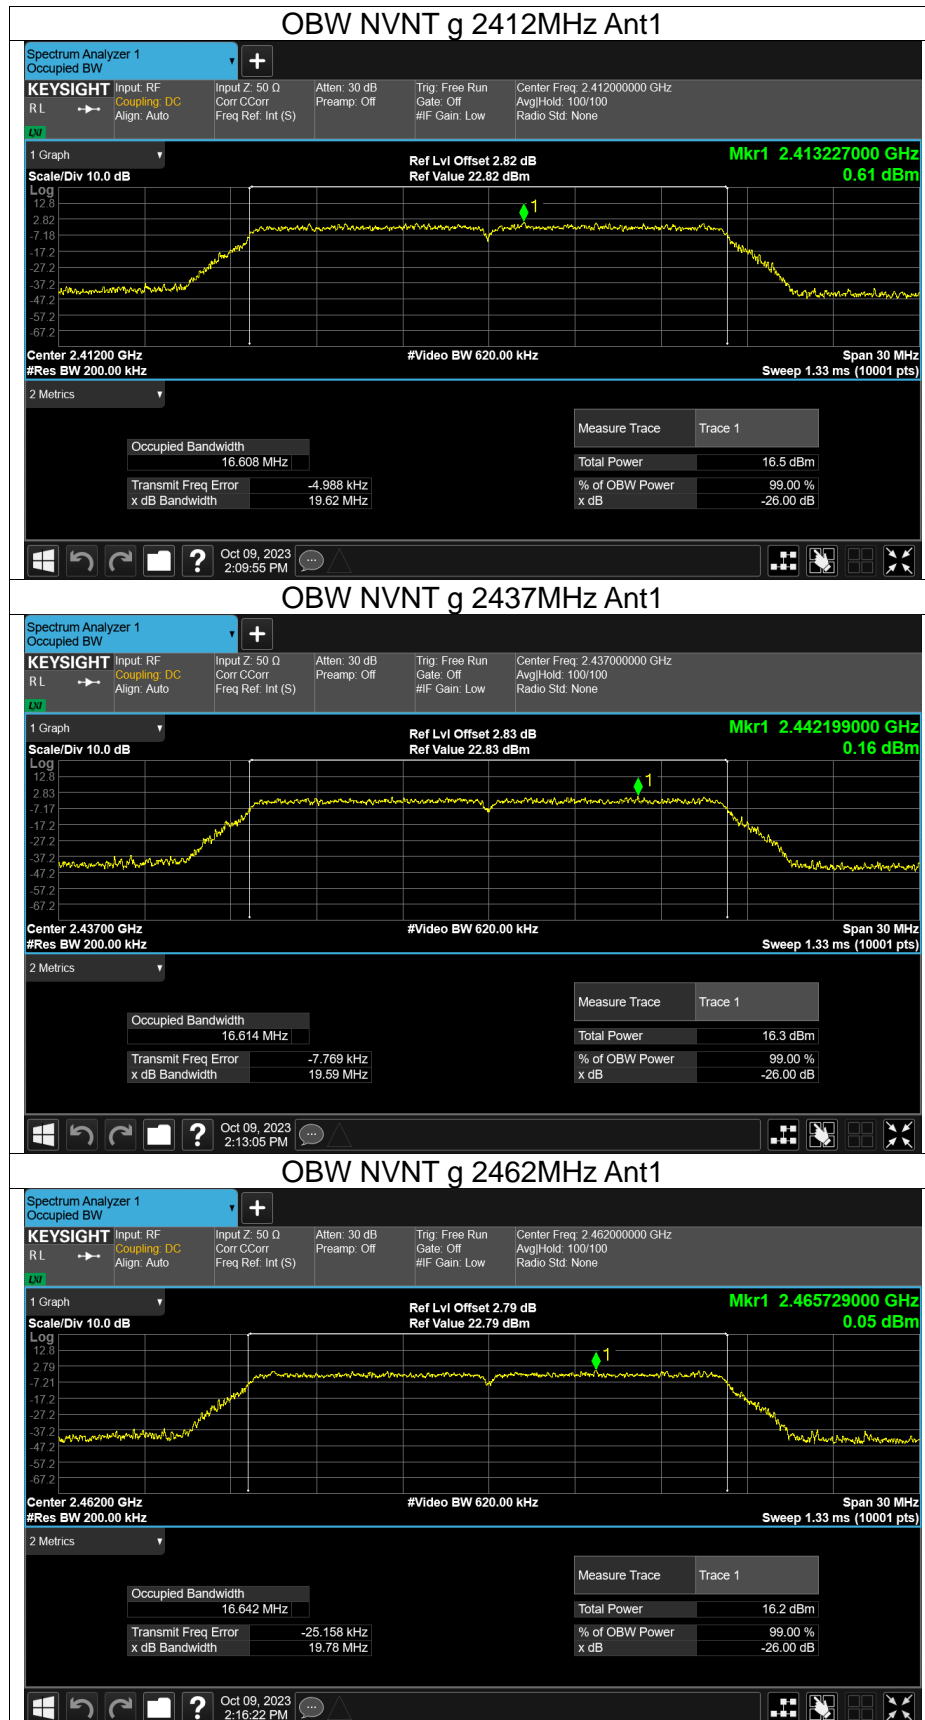 OBW NVNT g 2412MHz Ant1
Spectrum Analyzer 1
Occupied BW
+
KEYSIGHT
R L
LXI
Input: RF
Coupling: DC
Align: Auto
Input Z: 50 Ω
Corr CCorr
Freq Ref: Int (S)
Atten: 30 dB
Preamp: Off
Trig: Free Run
Gate: Off
#IF Gain: Low
Center Freq: 2.412000000 GHz
Avg|Hold: 100/100
Radio Std: None
1 Graph
Scale/Div 10.0 dB
Ref Lvl Offset 2.82 dB
Ref Value 22.82 dBm
Mkr1 2.413227000 GHz
0.61 dBm
Log
12.8
2.82
-7.18
-17.2
-27.2
-37.2
-47.2
-57.2
-67.2
1
Center 2.41200 GHz
#Res BW 200.00 kHz
#Video BW 620.00 kHz
Span 30 MHz
Sweep 1.33 ms (10001 pts)
2 Metrics
Measure Trace Trace 1
Occupied Bandwidth
16.608 MHz
Total Power 16.5 dBm
Transmit Freq Error -4.988 kHz
% of OBW Power 99.00 %
x dB Bandwidth 19.62 MHz
x dB -26.00 dB
?
Oct 09, 2023
2:09:55 PM
OBW NVNT g 2437MHz Ant1
Spectrum Analyzer 1
Occupied BW
+
KEYSIGHT
R L
LXI
Input: RF
Coupling: DC
Align: Auto
Input Z: 50 Ω
Corr CCorr
Freq Ref: Int (S)
Atten: 30 dB
Preamp: Off
Trig: Free Run
Gate: Off
#IF Gain: Low
Center Freq: 2.437000000 GHz
Avg|Hold: 100/100
Radio Std: None
1 Graph
Scale/Div 10.0 dB
Ref Lvl Offset 2.83 dB
Ref Value 22.83 dBm
Mkr1 2.442199000 GHz
0.16 dBm
Log
12.8
2.83
-7.17
-17.2
-27.2
-37.2
-47.2
-57.2
-67.2
1
Center 2.43700 GHz
#Res BW 200.00 kHz
#Video BW 620.00 kHz
Span 30 MHz
Sweep 1.33 ms (10001 pts)
2 Metrics
Measure Trace Trace 1
Occupied Bandwidth
16.614 MHz
Total Power 16.3 dBm
Transmit Freq Error -7.769 kHz
% of OBW Power 99.00 %
x dB Bandwidth 19.59 MHz
x dB -26.00 dB
?
Oct 09, 2023
2:13:05 PM
OBW NVNT g 2462MHz Ant1
Spectrum Analyzer 1
Occupied BW
+
KEYSIGHT
R L
LXI
Input: RF
Coupling: DC
Align: Auto
Input Z: 50 Ω
Corr CCorr
Freq Ref: Int (S)
Atten: 30 dB
Preamp: Off
Trig: Free Run
Gate: Off
#IF Gain: Low
Center Freq: 2.462000000 GHz
Avg|Hold: 100/100
Radio Std: None
1 Graph
Scale/Div 10.0 dB
Ref Lvl Offset 2.79 dB
Ref Value 22.79 dBm
Mkr1 2.465729000 GHz
0.05 dBm
Log
12.8
2.79
-7.21
-17.2
-27.2
-37.2
-47.2
-57.2
-67.2
1
Center 2.46200 GHz
#Res BW 200.00 kHz
#Video BW 620.00 kHz
Span 30 MHz
Sweep 1.33 ms (10001 pts)
2 Metrics
Measure Trace Trace 1
Occupied Bandwidth
16.642 MHz
Total Power 16.2 dBm
Transmit Freq Error -25.158 kHz
% of OBW Power 99.00 %
x dB Bandwidth 19.78 MHz
x dB -26.00 dB
?
Oct 09, 2023
2:16:22 PM